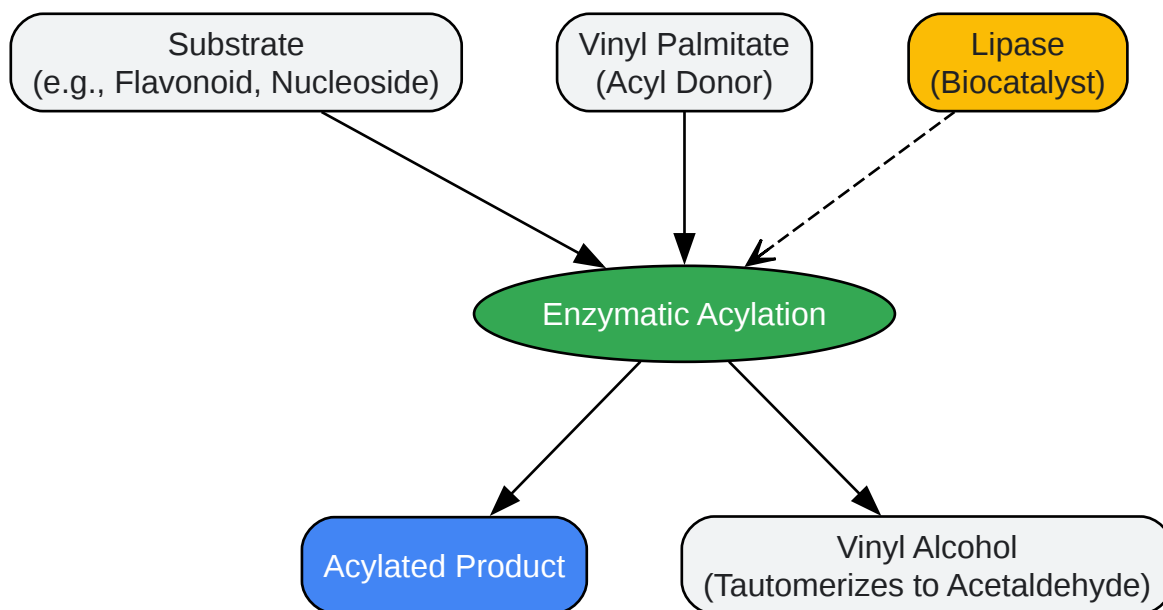 Substrate
(e.g., Flavonoid, Nucleoside)
Vinyl Palmitate
(Acyl Donor)
Lipase
(Biocatalyst)
Enzymatic Acylation
Acylated Product
Vinyl Alcohol
(Tautomerizes to Acetaldehyde)